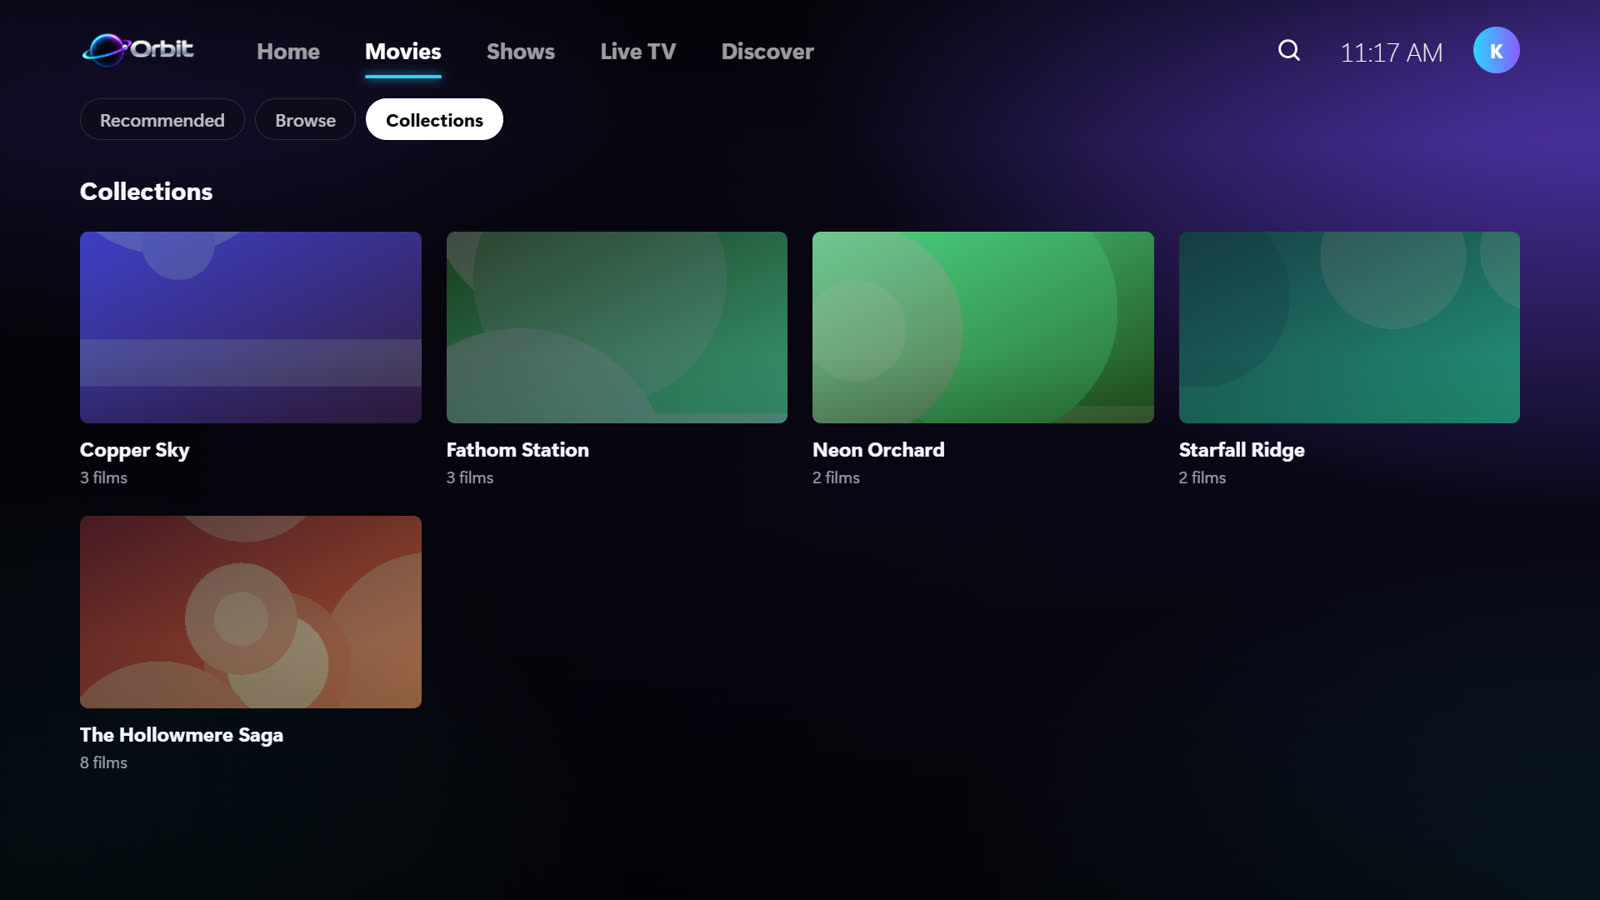 Orbit Home Movies Shows Live TV Discover 11:17 AM K
Recommended Browse Collections
Collections
Copper Sky
3 films
Fathom Station
3 films
Neon Orchard
2 films
Starfall Ridge
2 films
The Hollowmere Saga
8 films